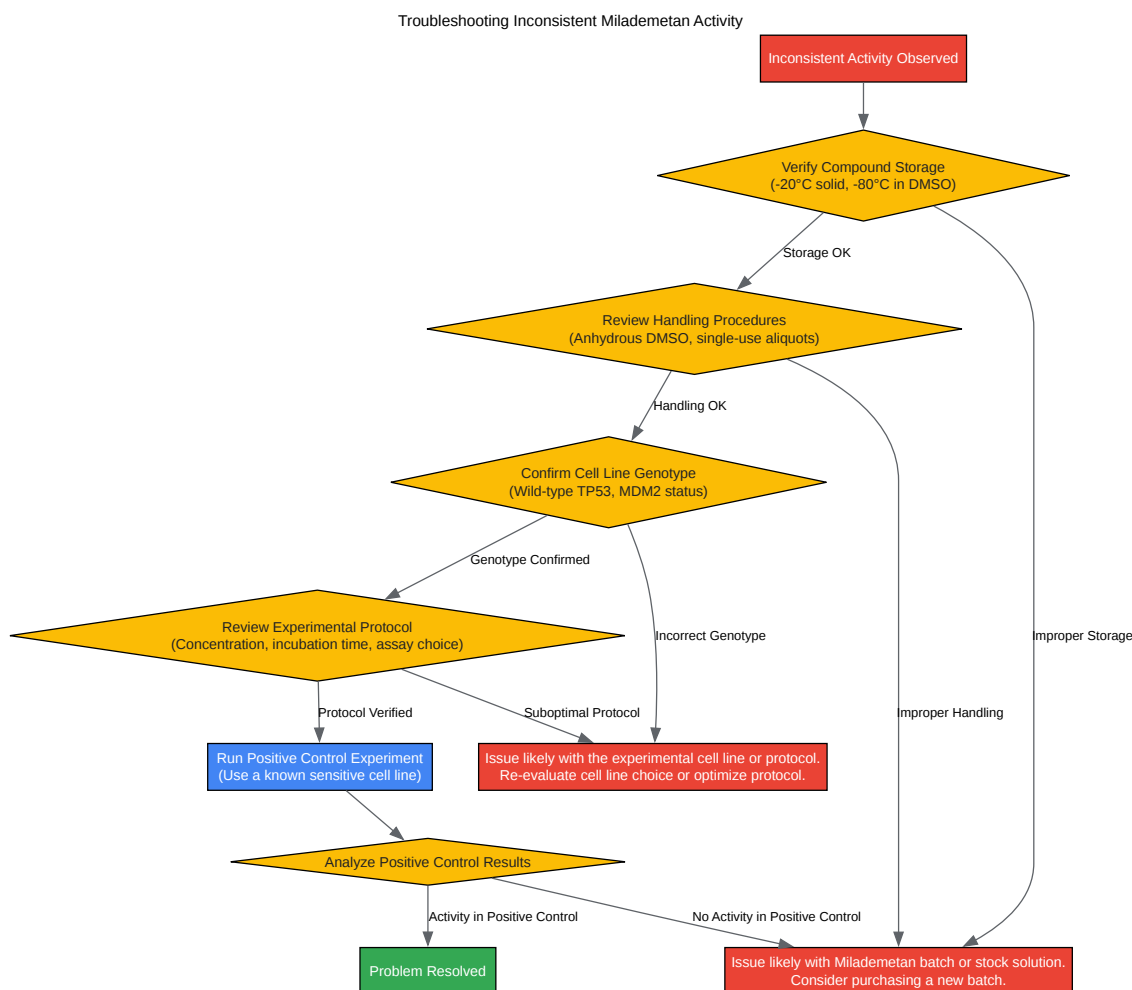 Troubleshooting Inconsistent Milademetan Activity
Inconsistent Activity Observed
Verify Compound Storage
(-20°C solid, -80°C in DMSO)
Storage OK
Review Handling Procedures
(Anhydrous DMSO, single-use aliquots)
Handling OK
Confirm Cell Line Genotype
(Wild-type TP53, MDM2 status)
Genotype Confirmed
Review Experimental Protocol
(Concentration, incubation time, assay choice)
Incorrect Genotype
Improper Storage
Protocol Verified
Suboptimal Protocol
Improper Handling
Run Positive Control Experiment
(Use a known sensitive cell line)
Issue likely with the experimental cell line or protocol.
Re-evaluate cell line choice or optimize protocol.
Analyze Positive Control Results
Activity in Positive Control
No Activity in Positive Control
Problem Resolved
Issue likely with Milademetan batch or stock solution.
Consider purchasing a new batch.